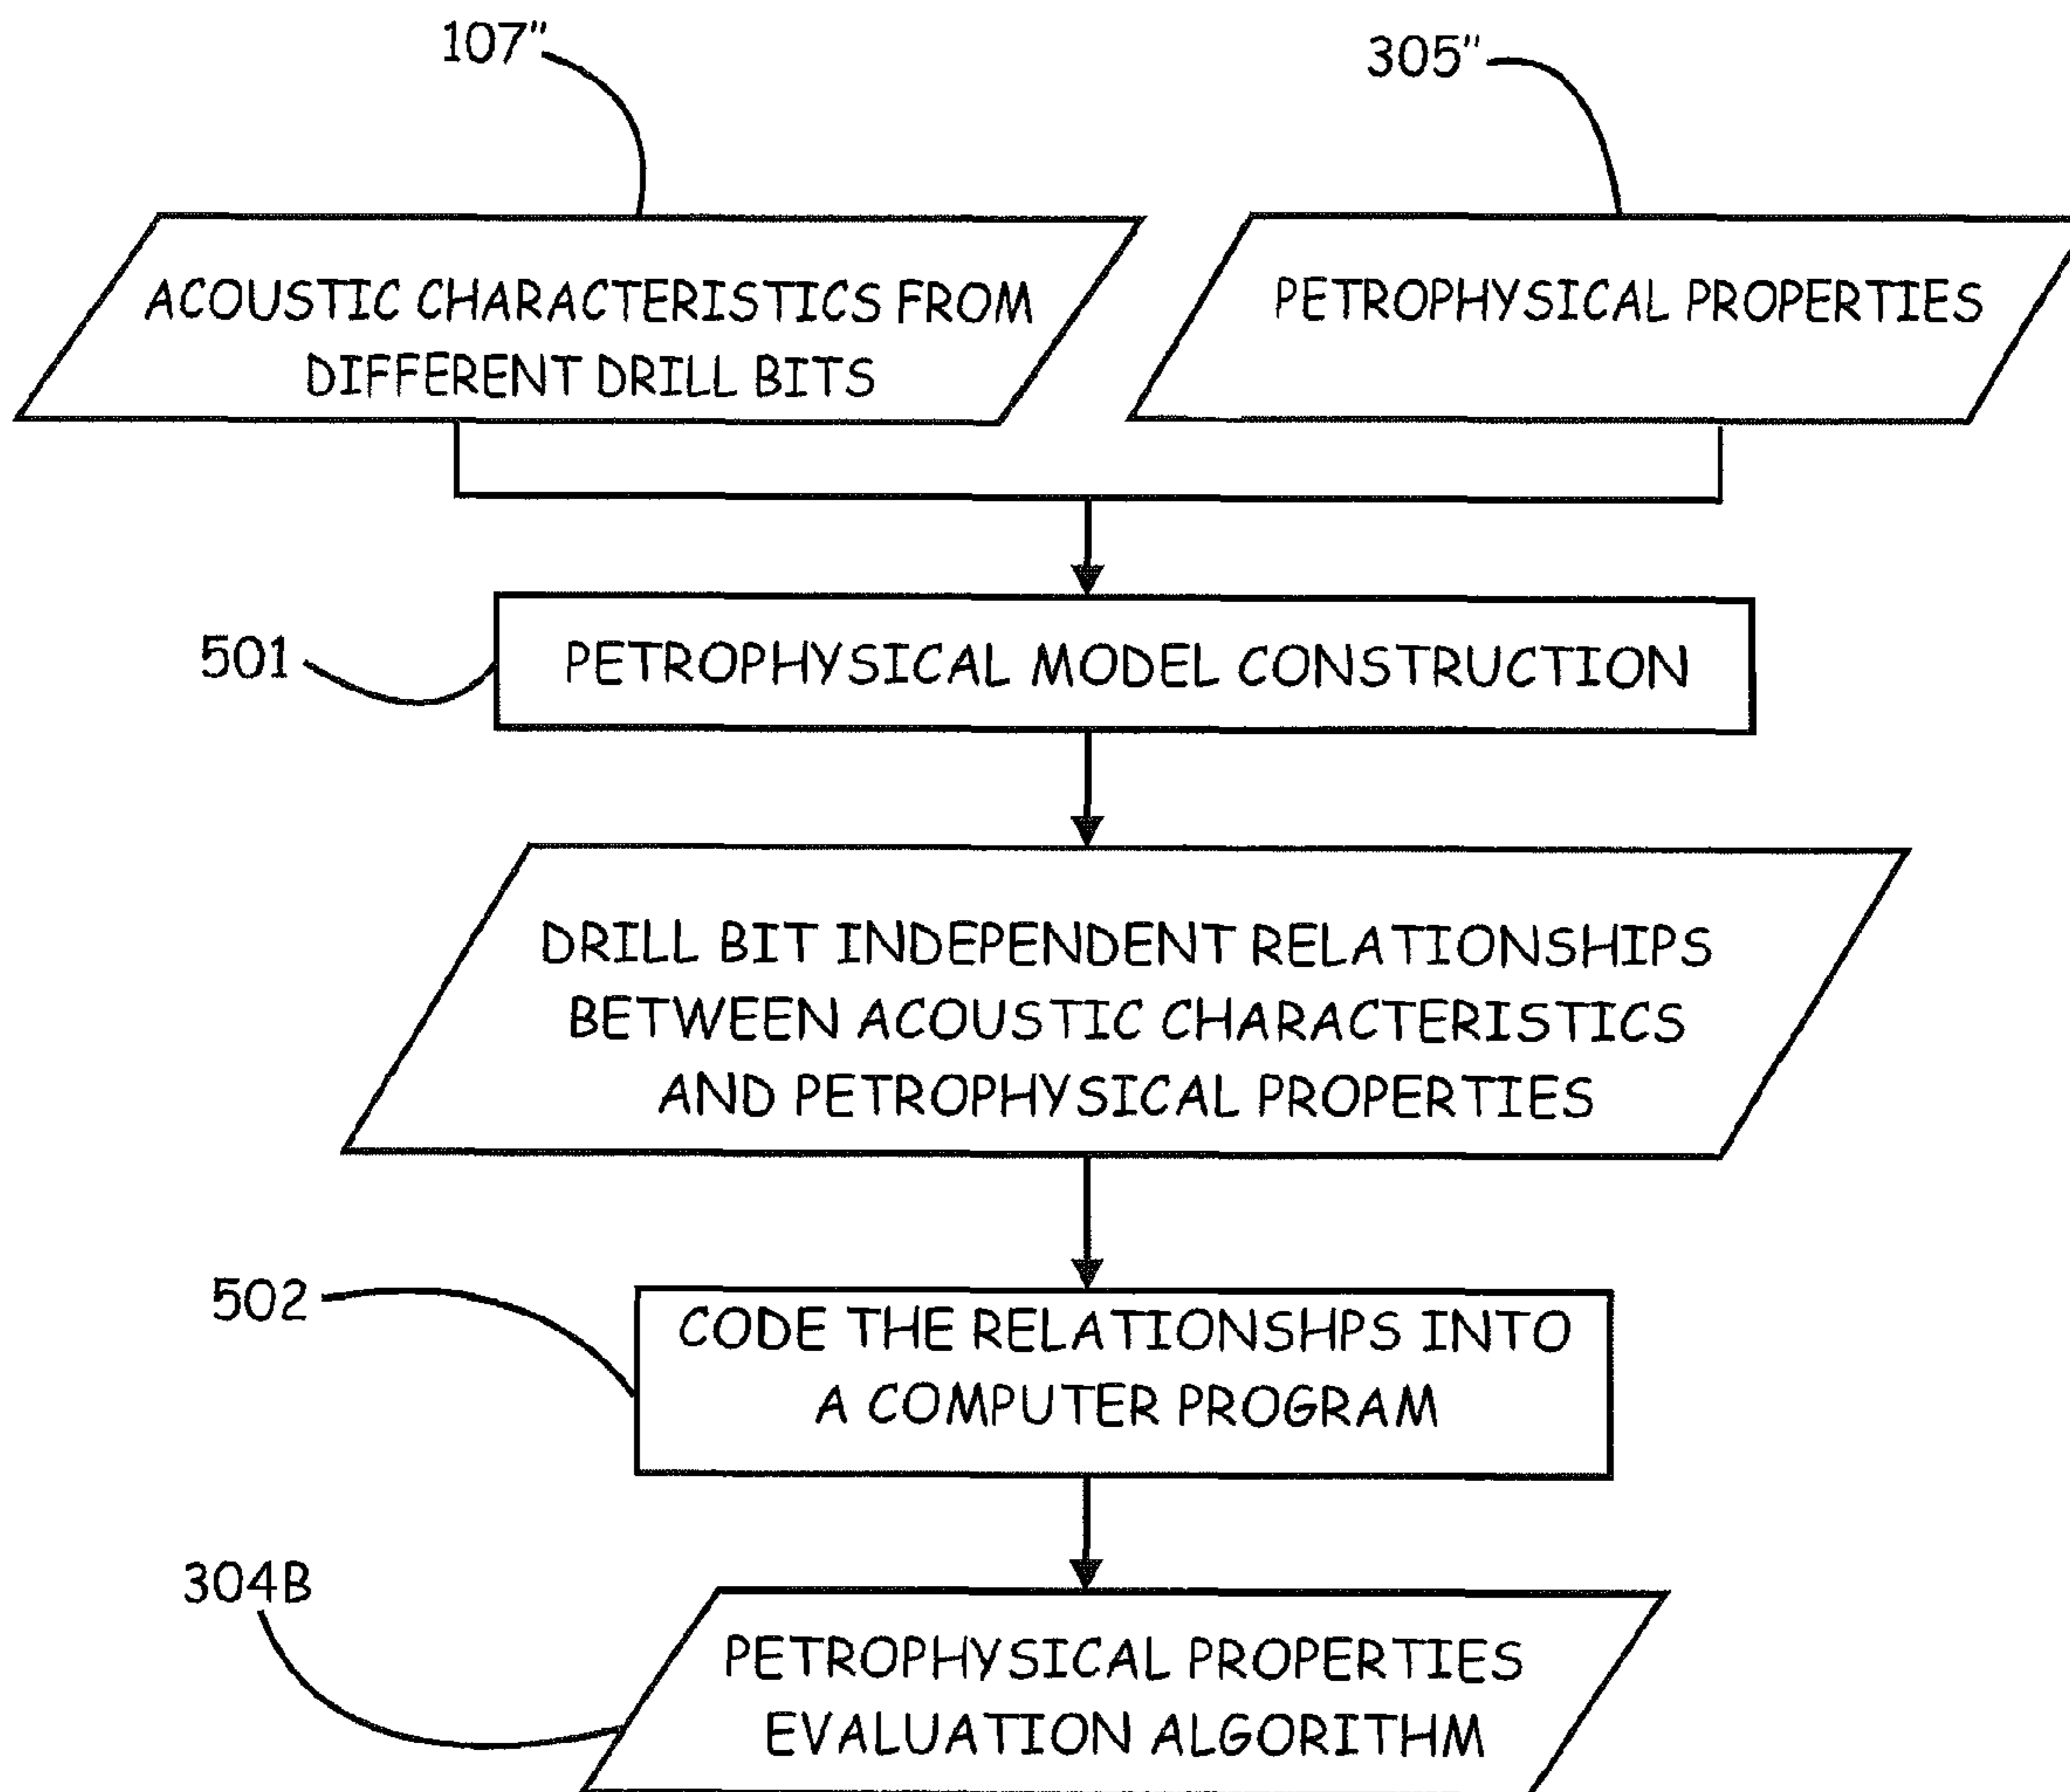 107"
305"
ACOUSTIC CHARACTERISTICS FROM
DIFFERENT DRILL BITS
PETROPHYSICAL PROPERTIES
501
PETROPHYSICAL MODEL CONSTRUCTION
DRILL BIT INDEPENDENT RELATIONSHIPS
BETWEEN ACOUSTIC CHARACTERISTICS
AND PETROPHYSICAL PROPERTIES
502
CODE THE RELATIONSHPS INTO
A COMPUTER PROGRAM
304B
PETROPHYSICAL PROPERTIES
EVALUATION ALGORITHM